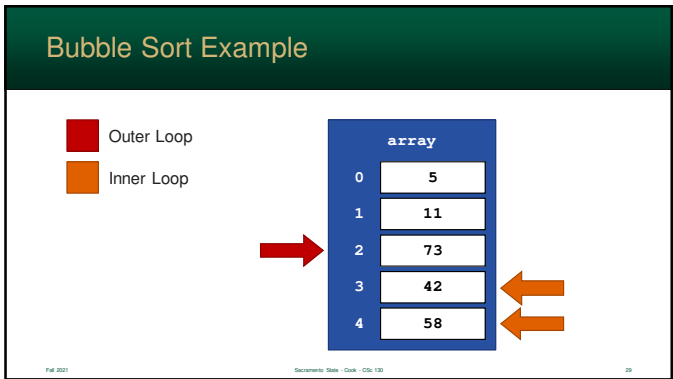 Bubble Sort Example
Outer Loop
Inner Loop
array
0 5
1 11
2 73
3 42
4 58
Fall 2021 Sacramento State - Cook - CSc 130 29